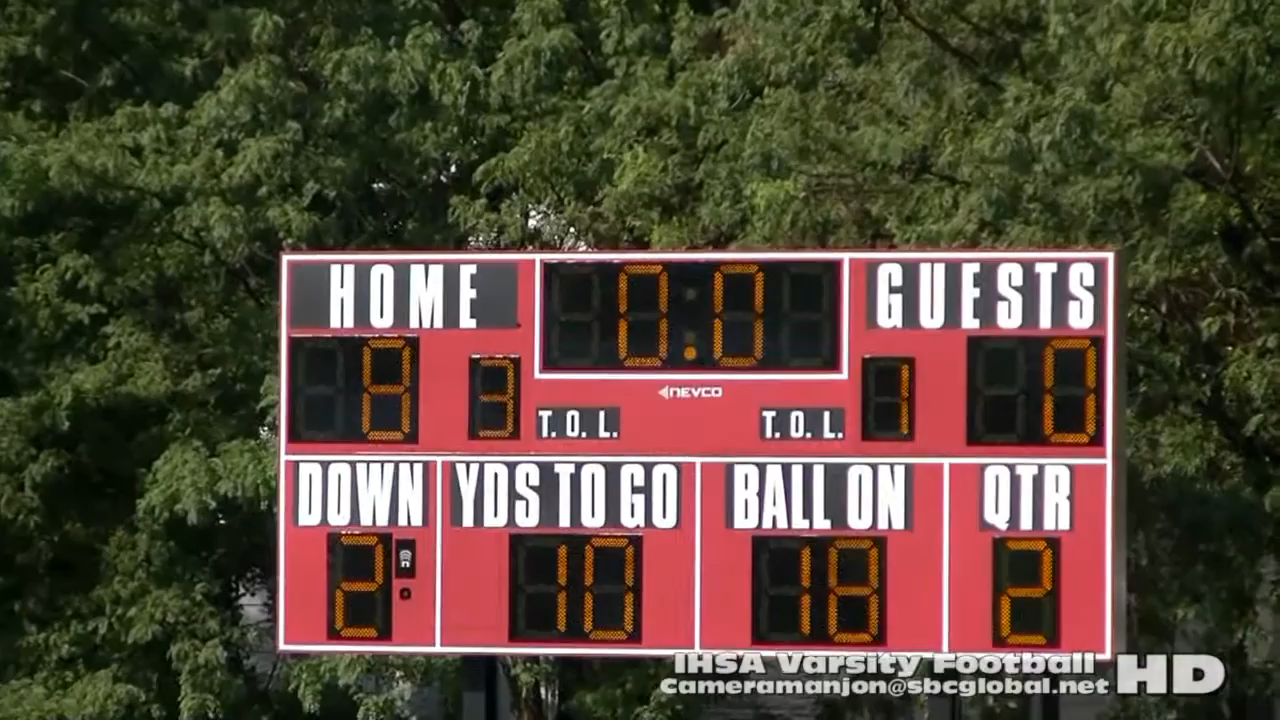 HOME 0.0 GUESTS
8 3 T.O.L. NEVCO T.O.L. 1 0
DOWN YDS TO GO BALL ON QTR
2 10 18 2
IHSA Varsity Football HD
Cameramanjon@sbcglobal.net